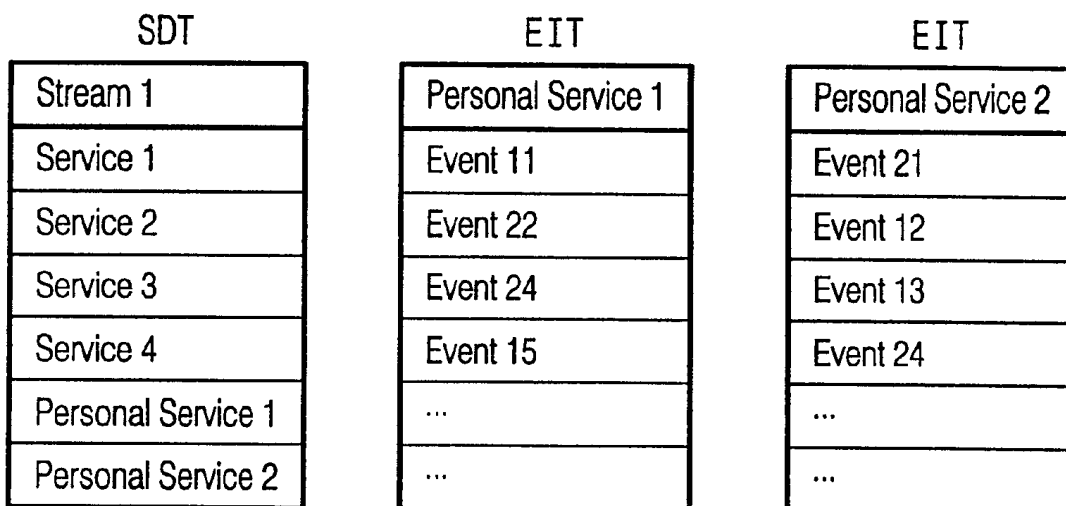 SDT
Stream 1
Service 1
Service 2
Service 3
Service 4
Personal Service 1
Personal Service 2
EIT
Personal Service 1
Event 11
Event 22
Event 24
Event 15
...
...
EIT
Personal Service 2
Event 21
Event 12
Event 13
Event 24
...
...